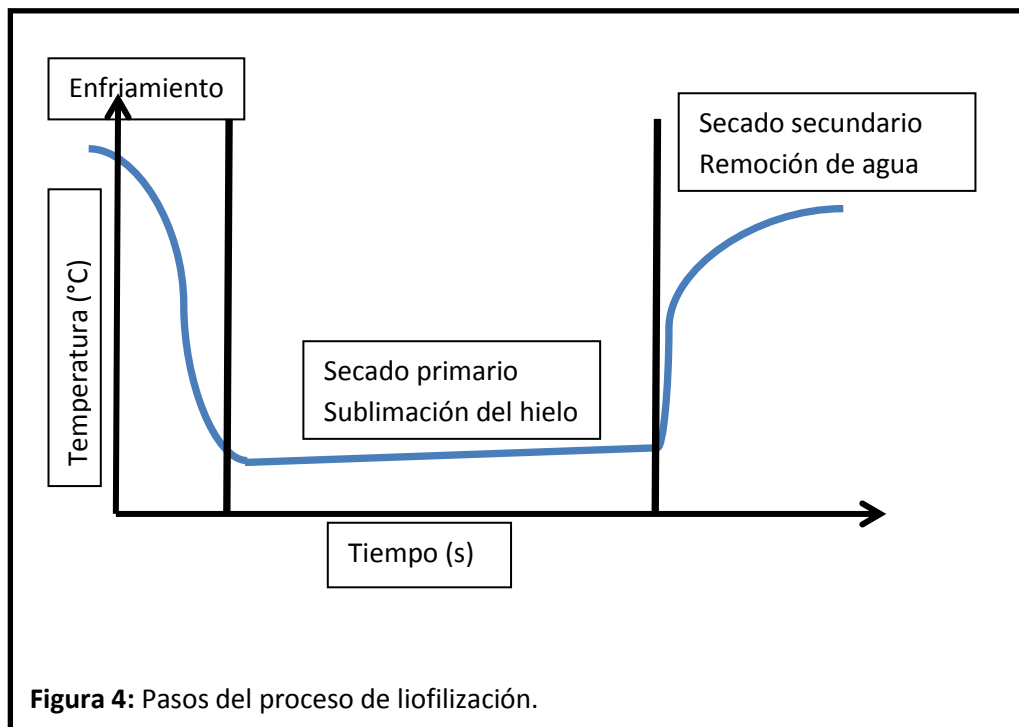 Enfriamiento
Secado secundario
Remoción de agua
Temperatura (°C)
Secado primario
Sublimación del hielo
Tiempo (s)
Figura 4: Pasos del proceso de liofilización.